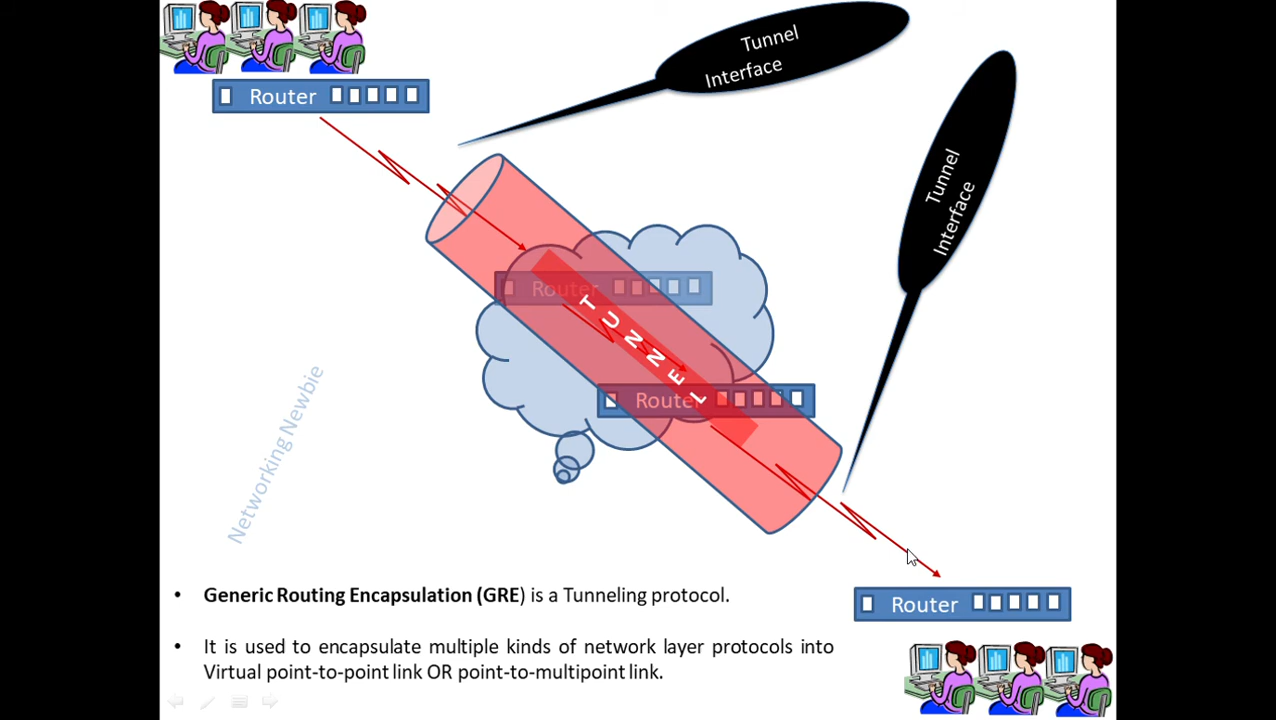 Tunnel
Interface
Router
Tunnel
Interface
Router
TUNNEL
Router
Networking Newbie
• Generic Routing Encapsulation (GRE) is a Tunneling protocol.
Router
• It is used to encapsulate multiple kinds of network layer protocols into
Virtual point-to-point link OR point-to-multipoint link.